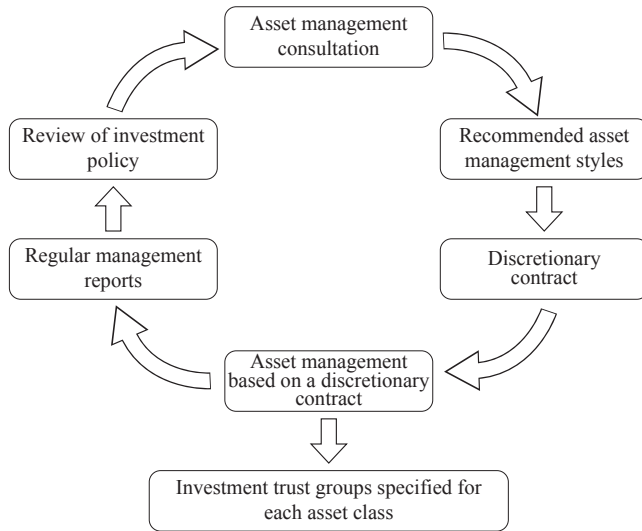 Asset management
consultation
Recommended asset
management styles
Discretionary
contract
Asset management
based on a discretionary
contract
Investment trust groups specified for
each asset class
Regular management
reports
Review of investment
policy